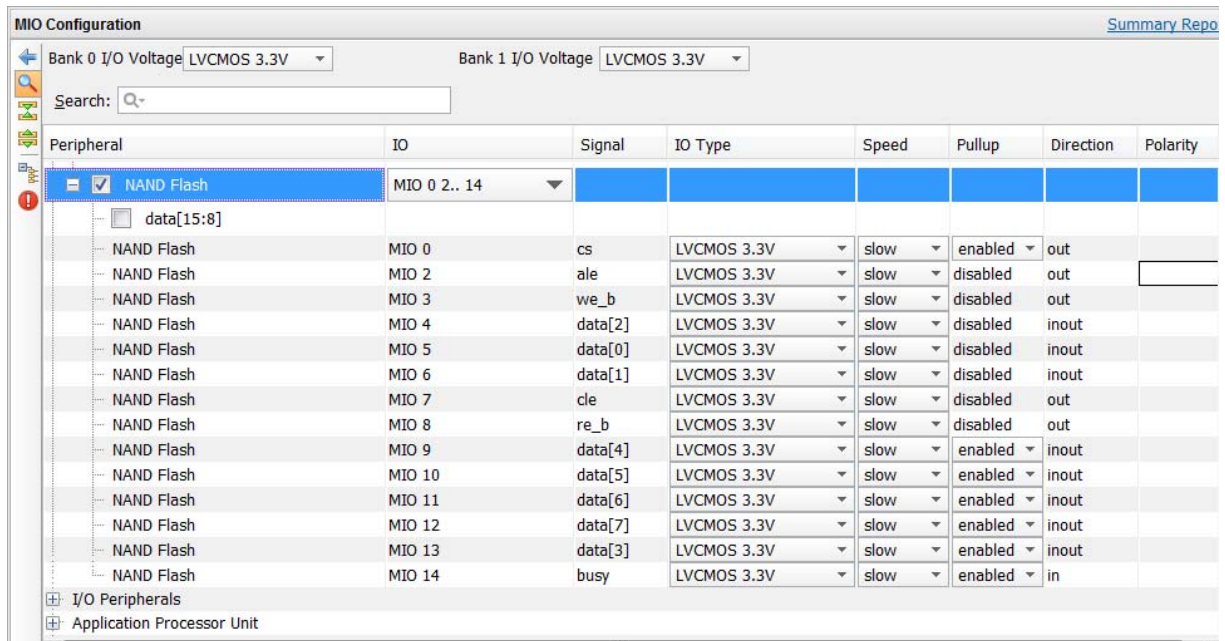 MIO Configuration Summary Repo
Bank 0 I/O Voltage LVCMOS 3.3V Bank 1 I/O Voltage LVCMOS 3.3V
Search:
Peripheral IO Signal IO Type Speed Pullup Direction Polarity
NAND Flash MIO 0 2.. 14
data[15:8]
NAND Flash MIO 0 cs LVCMOS 3.3V slow enabled out
NAND Flash MIO 2 ale LVCMOS 3.3V slow disabled out
NAND Flash MIO 3 we_b LVCMOS 3.3V slow disabled out
NAND Flash MIO 4 data[2] LVCMOS 3.3V slow disabled inout
NAND Flash MIO 5 data[0] LVCMOS 3.3V slow disabled inout
NAND Flash MIO 6 data[1] LVCMOS 3.3V slow disabled inout
NAND Flash MIO 7 cle LVCMOS 3.3V slow disabled out
NAND Flash MIO 8 re_b LVCMOS 3.3V slow disabled out
NAND Flash MIO 9 data[4] LVCMOS 3.3V slow enabled inout
NAND Flash MIO 10 data[5] LVCMOS 3.3V slow enabled inout
NAND Flash MIO 11 data[6] LVCMOS 3.3V slow enabled inout
NAND Flash MIO 12 data[7] LVCMOS 3.3V slow enabled inout
NAND Flash MIO 13 data[3] LVCMOS 3.3V slow enabled inout
NAND Flash MIO 14 busy LVCMOS 3.3V slow enabled in
I/O Peripherals
Application Processor Unit